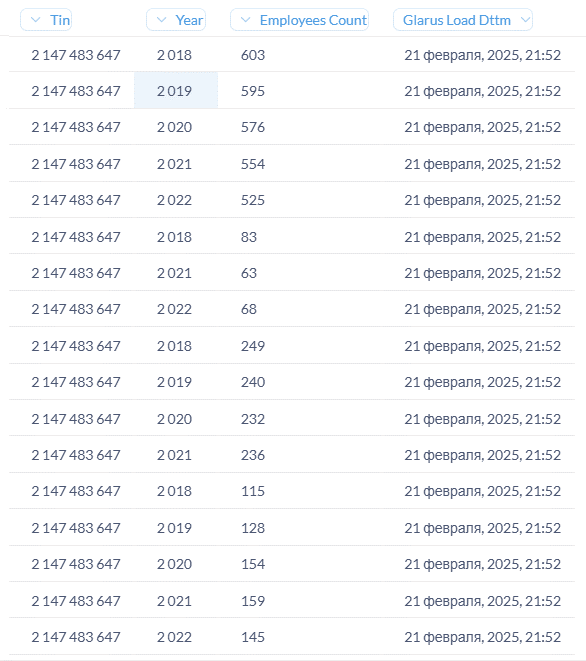 Tin Year Employees Count Glarus Load Dttm
2 147 483 647 2 018 603 21 февраля, 2025, 21:52
2 147 483 647 2 019 595 21 февраля, 2025, 21:52
2 147 483 647 2 020 576 21 февраля, 2025, 21:52
2 147 483 647 2 021 554 21 февраля, 2025, 21:52
2 147 483 647 2 022 525 21 февраля, 2025, 21:52
2 147 483 647 2 018 83 21 февраля, 2025, 21:52
2 147 483 647 2 021 63 21 февраля, 2025, 21:52
2 147 483 647 2 022 68 21 февраля, 2025, 21:52
2 147 483 647 2 018 249 21 февраля, 2025, 21:52
2 147 483 647 2 019 240 21 февраля, 2025, 21:52
2 147 483 647 2 020 232 21 февраля, 2025, 21:52
2 147 483 647 2 021 236 21 февраля, 2025, 21:52
2 147 483 647 2 018 115 21 февраля, 2025, 21:52
2 147 483 647 2 019 128 21 февраля, 2025, 21:52
2 147 483 647 2 020 154 21 февраля, 2025, 21:52
2 147 483 647 2 021 159 21 февраля, 2025, 21:52
2 147 483 647 2 022 145 21 февраля, 2025, 21:52